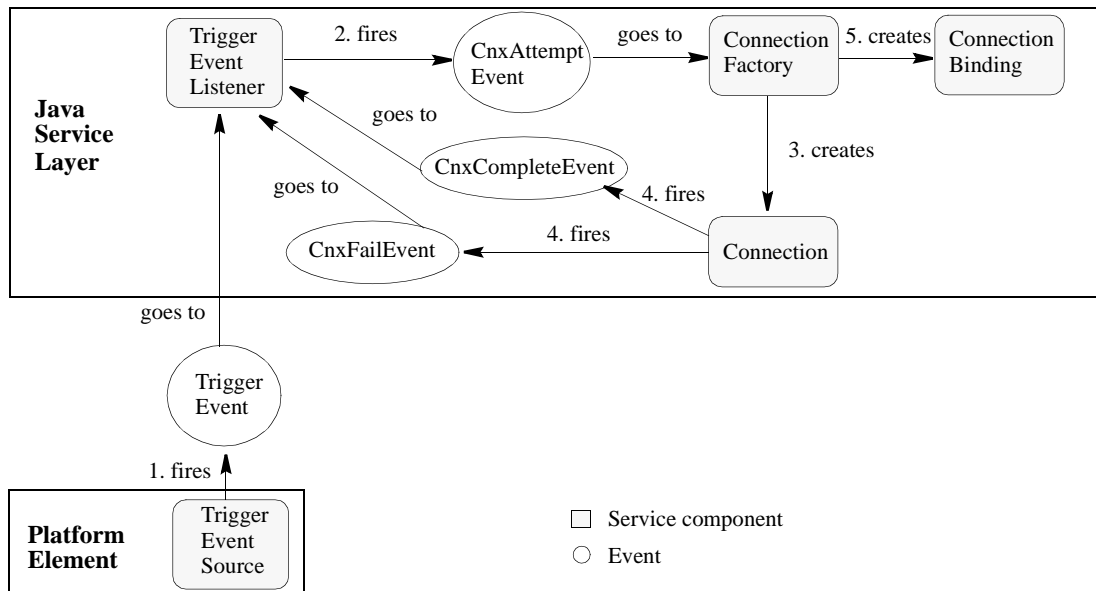 Trigger
Event
Listener
2. fires
CnxAttempt
Event
goes to
Connection
Factory
5. creates
Connection
Binding
Java
Service
Layer
goes to
CnxCompleteEvent
3. creates
goes to
4. fires
CnxFailEvent
4. fires
Connection
goes to
Trigger
Event
1. fires
Platform
Element
Trigger
Event
Source
Service component
Event